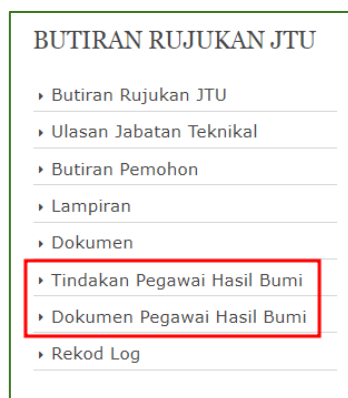 BUTIRAN RUJUKAN JTU
Butiran Rujukan JTU
Ulasan Jabatan Teknikal
Butiran Pemohon
Lampiran
Dokumen
Tindakan Pegawai Hasil Bumi
Dokumen Pegawai Hasil Bumi
Rekod Log